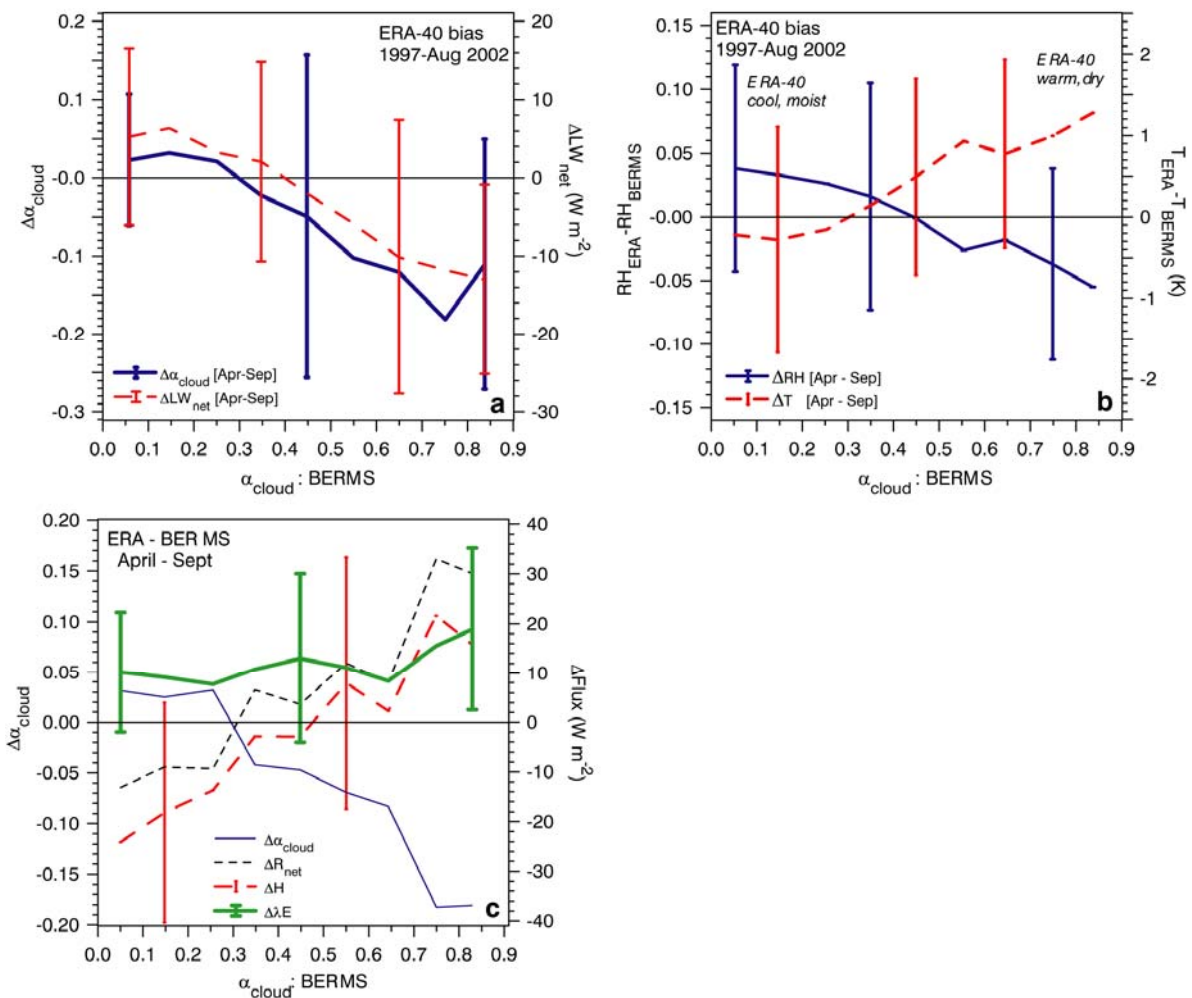 ERA-40 bias
1997-Aug 2002
0.2
0.1
-0.0
-0.1
-0.2
-0.3
Δα_cloud
20
10
0
-10
-20
-30
ΔLW_net (W m⁻²)
Δα_cloud [Apr-Sep]
ΔLW_net [Apr-Sep]
a
0.0 0.1 0.2 0.3 0.4 0.5 0.6 0.7 0.8 0.9
α_cloud : BERMS
ERA-40 bias
1997-Aug 2002
ERA-40
cool, moist
ERA-40
warm, dry
0.15
0.10
0.05
-0.00
-0.05
-0.10
-0.15
RH_ERA-RH_BERMS
2
1
0
-1
-2
T_ERA-T_BERMS (K)
ΔRH [Apr - Sep]
ΔT [Apr - Sep]
b
0.0 0.1 0.2 0.3 0.4 0.5 0.6 0.7 0.8 0.9
α_cloud : BERMS
ERA - BER MS
April - Sept
0.20
0.15
0.10
0.05
0.00
-0.05
-0.10
-0.15
-0.20
Δα_cloud
40
30
20
10
0
-10
-20
-30
-40
ΔFlux (W m⁻²)
Δα_cloud
ΔR_net
ΔH
ΔλE
c
0.0 0.1 0.2 0.3 0.4 0.5 0.6 0.7 0.8 0.9
α_cloud : BERMS